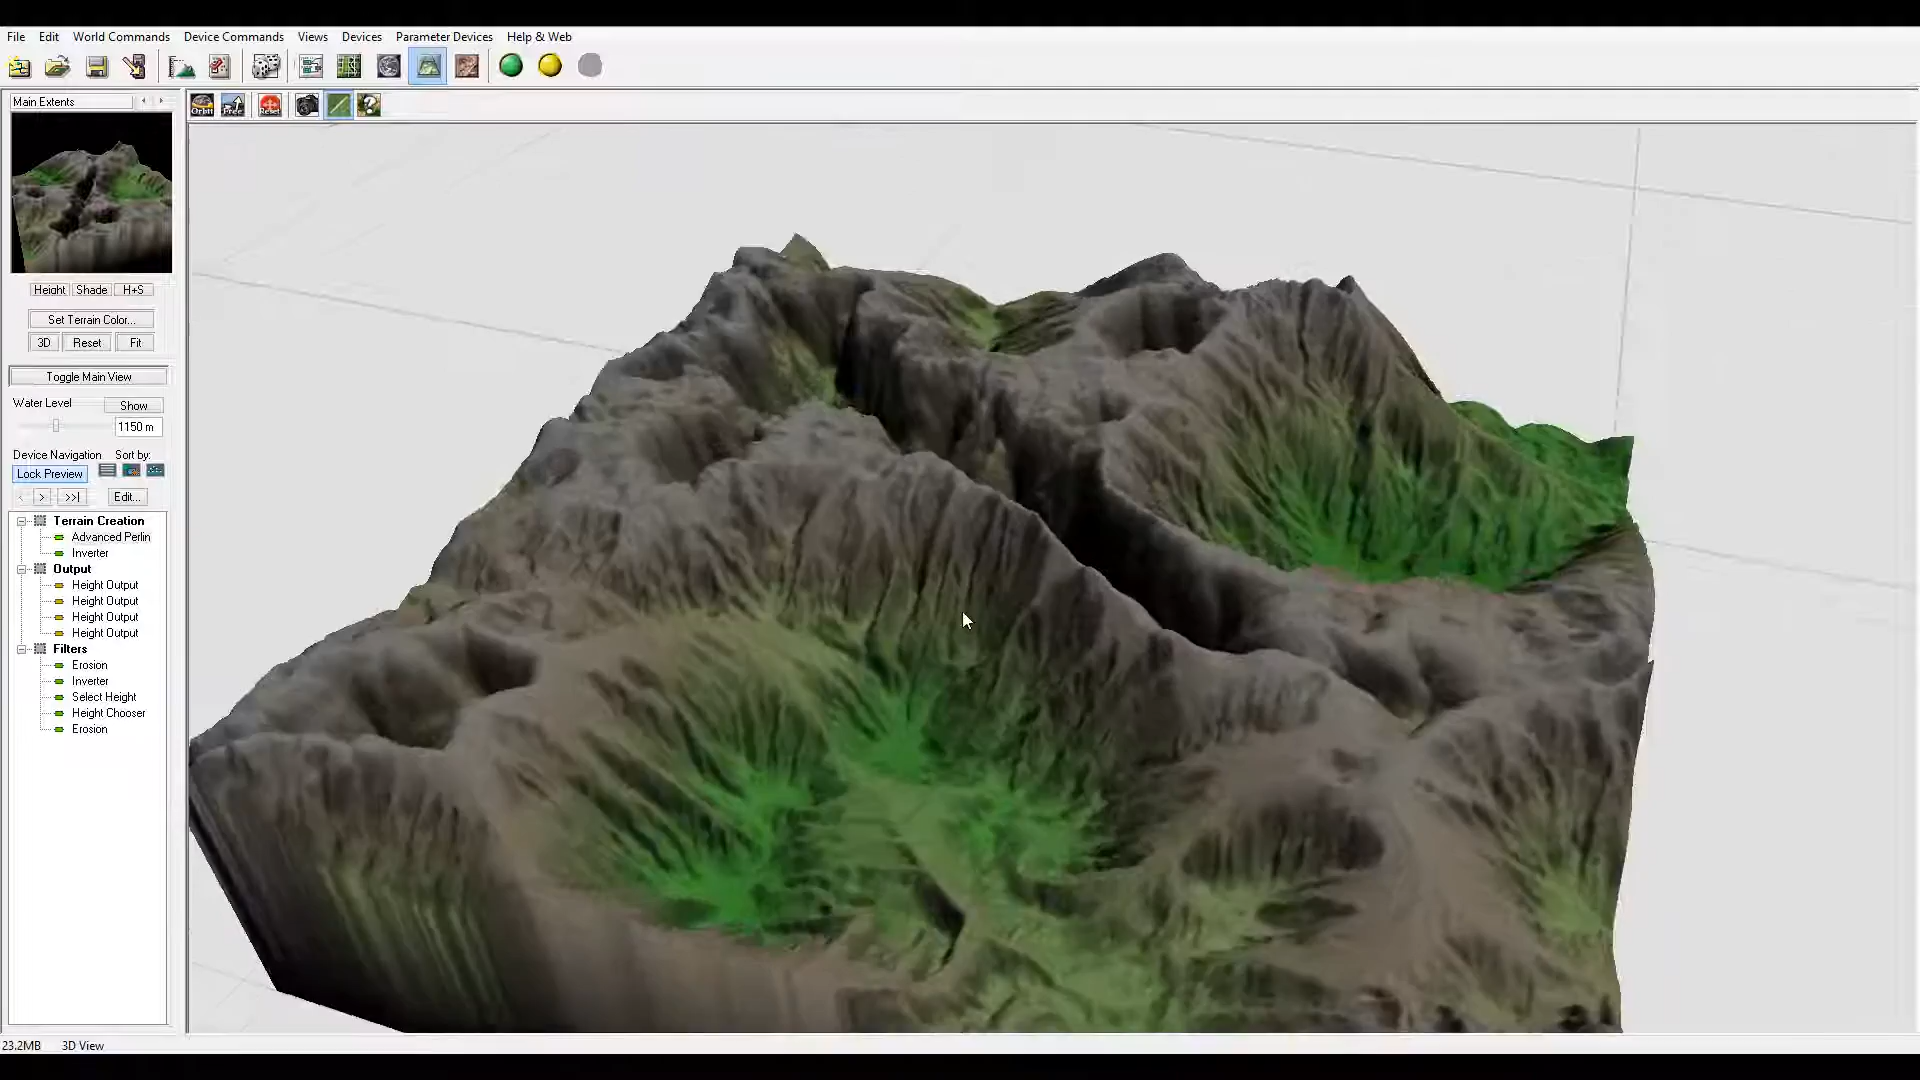 File Edit World Commands Device Commands Views Devices Parameter Devices Help & Web
Main Extents
Orbit Free Reset
Height Shade H+S
Set Terrain Color...
3D Reset Fit
Toggle Main View
Water Level Show
1150 m
Device Navigation Sort by:
Lock Preview
< > >>| Edit...
Terrain Creation
Advanced Perlin
Inverter
Output
Height Output
Height Output
Height Output
Height Output
Filters
Erosion
Inverter
Select Height
Height Chooser
Erosion
23.2MB 3D View